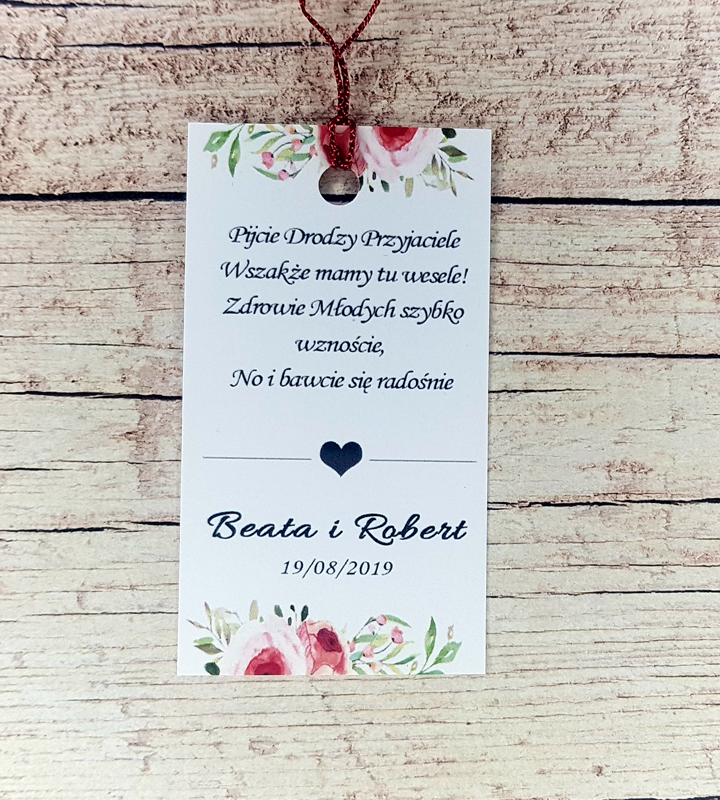 Pijcie Drodzy Przyjaciele
Wszakże mamy tu wesele!
Zdrowie Młodych szybko
wznoście,
No i bawcie się radośnie
Beata i Robert
19/08/2019